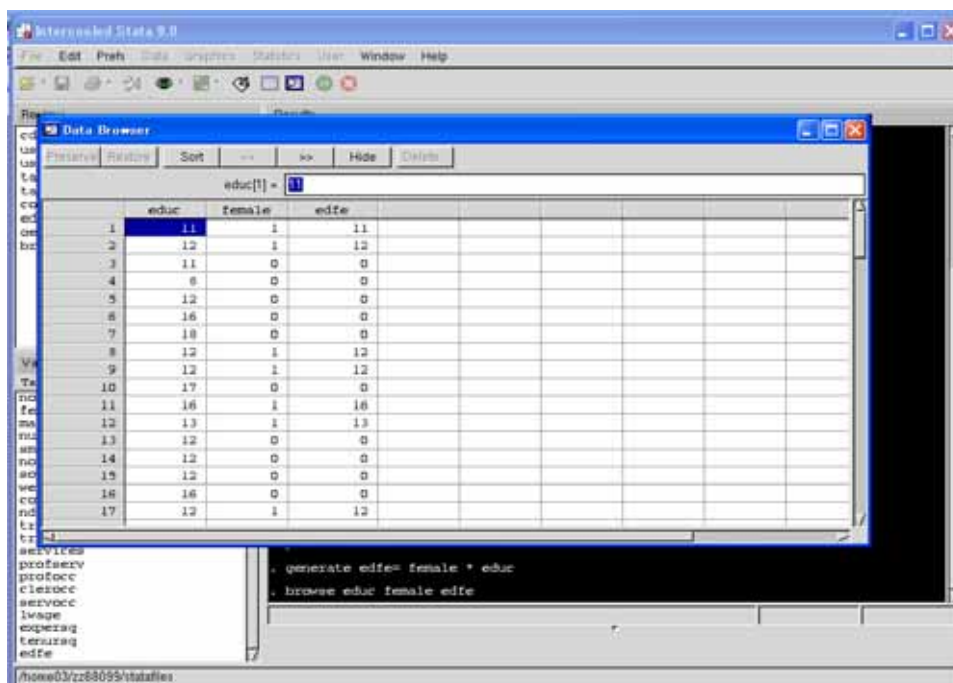 Intercooled Stata 9.0
File Edit Prefs Data Graphics Statistics User Window Help
Results
Data Browser
Preserve Restore Sort << >> Hide Delete
educ[1] = 11
educ female edfe
1 11 1 11
2 12 1 12
3 11 0 0
4 8 0 0
5 12 0 0
6 16 0 0
7 18 0 0
8 12 1 12
9 12 1 12
10 17 0 0
11 16 1 16
12 13 1 13
13 12 0 0
14 12 0 0
15 12 0 0
16 16 0 0
17 12 1 12
services
profserv
profocc
clerocc
servocc
lwage
expersq
tenursq
edfe
. generate edfe= female * educ
. browse educ female edfe
/home03/zz68099/statafiles